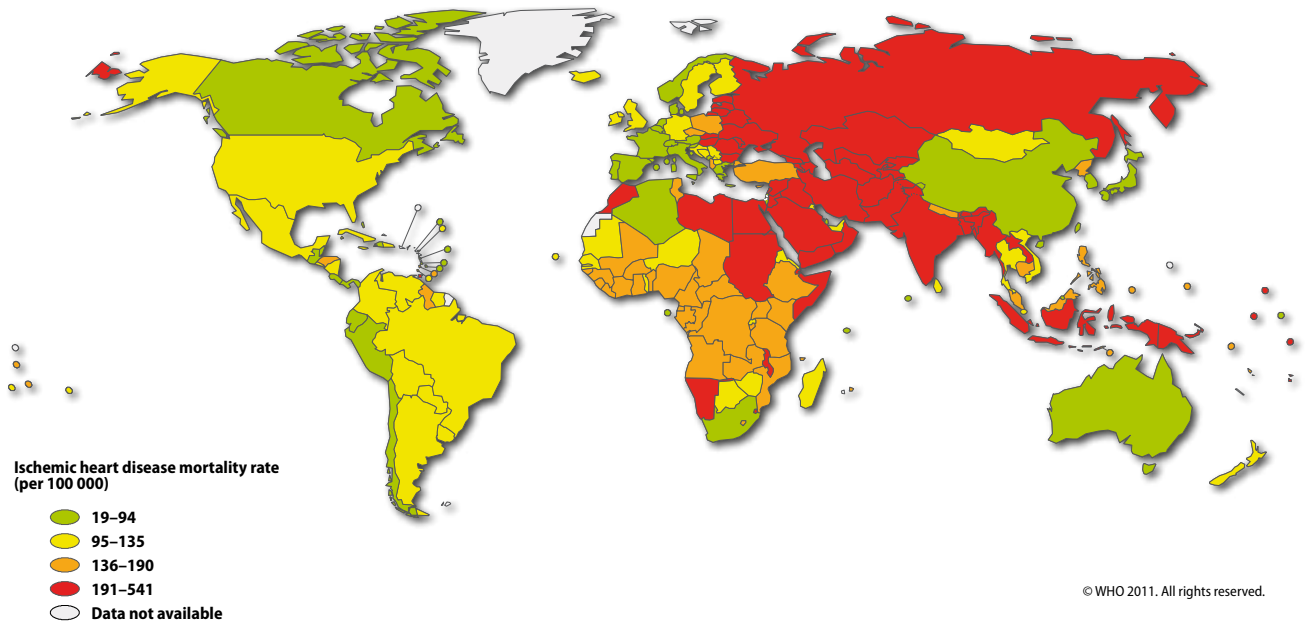 Ischemic heart disease mortality rate
(per 100 000)
19–94
95–135
136–190
191–541
Data not available
© WHO 2011. All rights reserved.